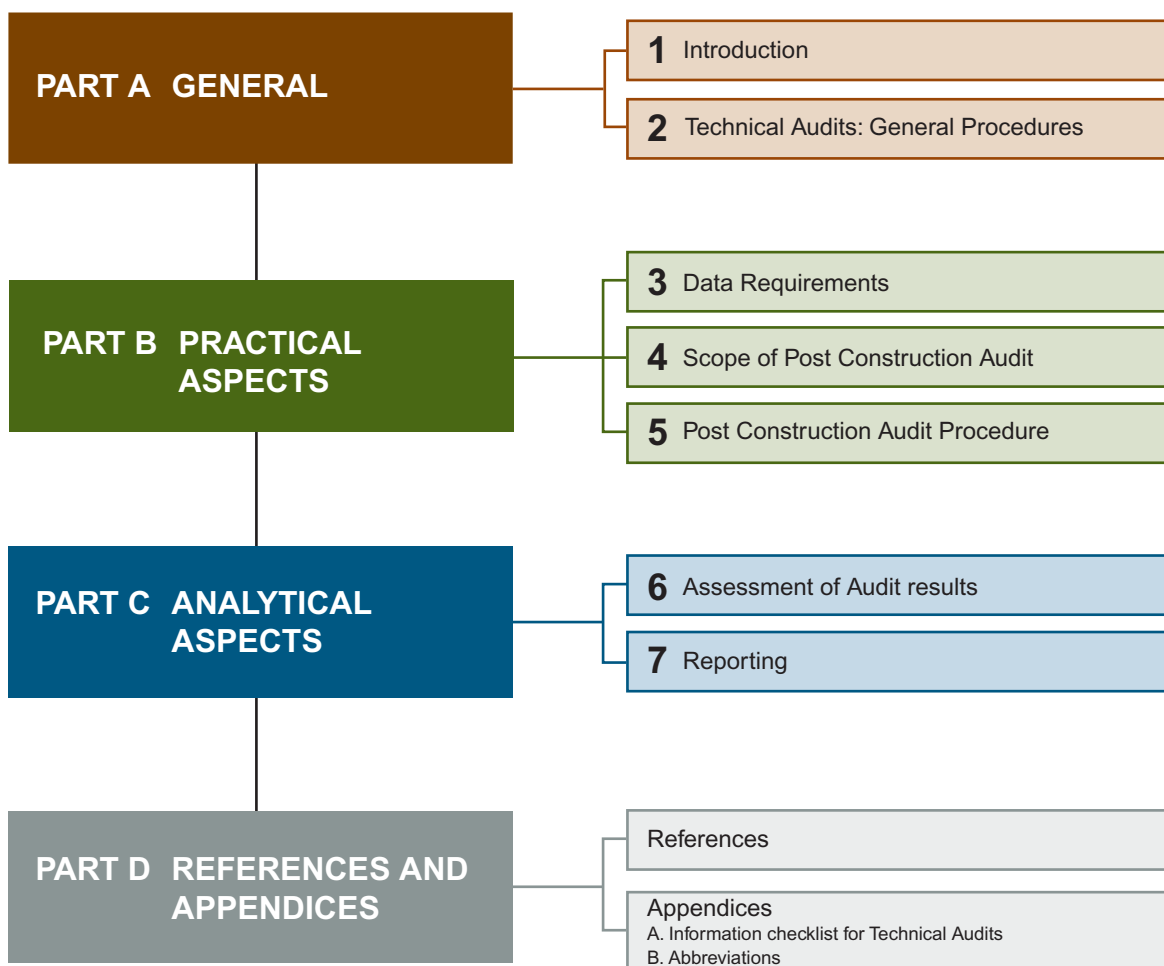 PART A GENERAL
1 Introduction
2 Technical Audits: General Procedures
PART B PRACTICAL
ASPECTS
3 Data Requirements
4 Scope of Post Construction Audit
5 Post Construction Audit Procedure
PART C ANALYTICAL
ASPECTS
6 Assessment of Audit results
7 Reporting
PART D REFERENCES AND
APPENDICES
References
Appendices
A. Information checklist for Technical Audits
B. Abbreviations